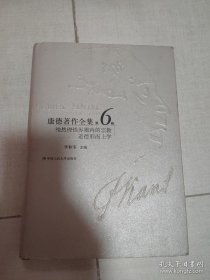 康德著作全集 第6卷
纯然理性界限内的宗教
道德形而上学
李秋零 主编
中国人民大学出版社
Kant